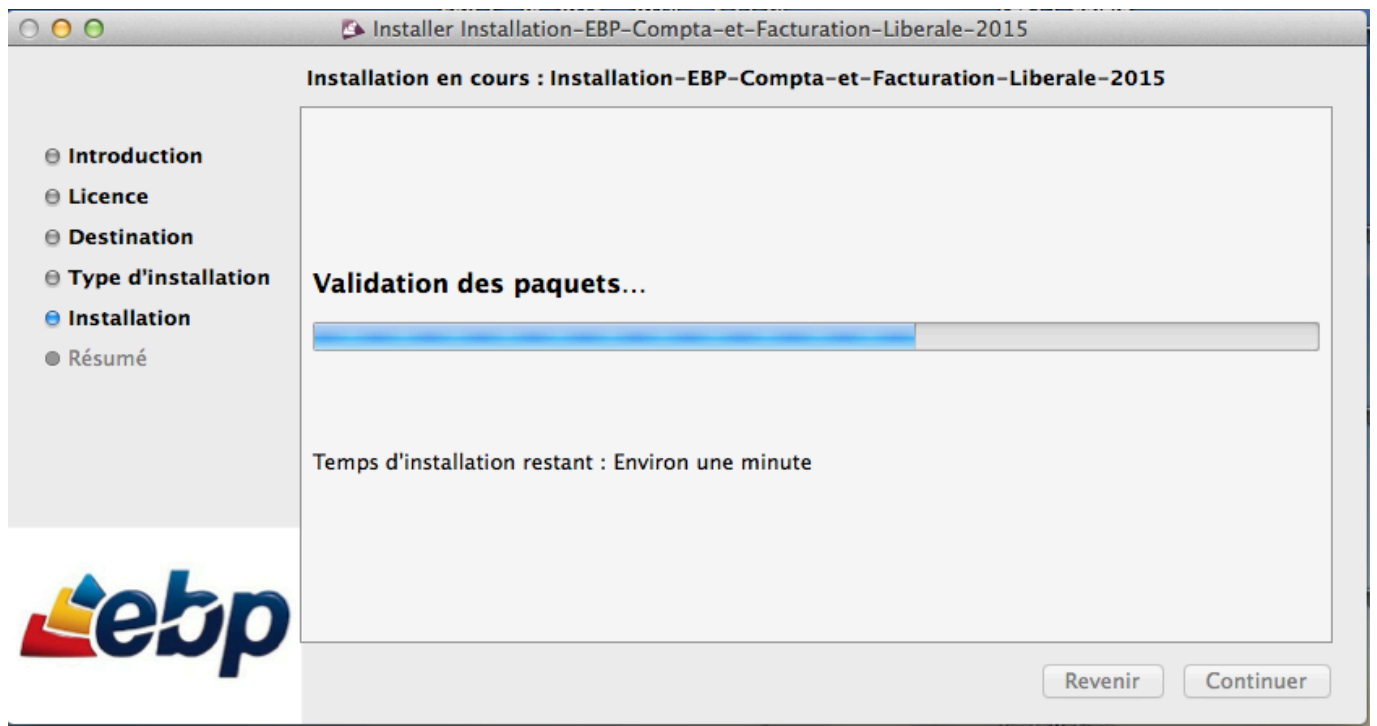 Installer Installation-EBP-Compta-et-Facturation-Liberale-2015
Installation en cours : Installation-EBP-Compta-et-Facturation-Liberale-2015
Introduction
Licence
Destination
Type d'installation
Installation
Résumé
Validation des paquets...
Temps d'installation restant : Environ une minute
ebp
Revenir
Continuer